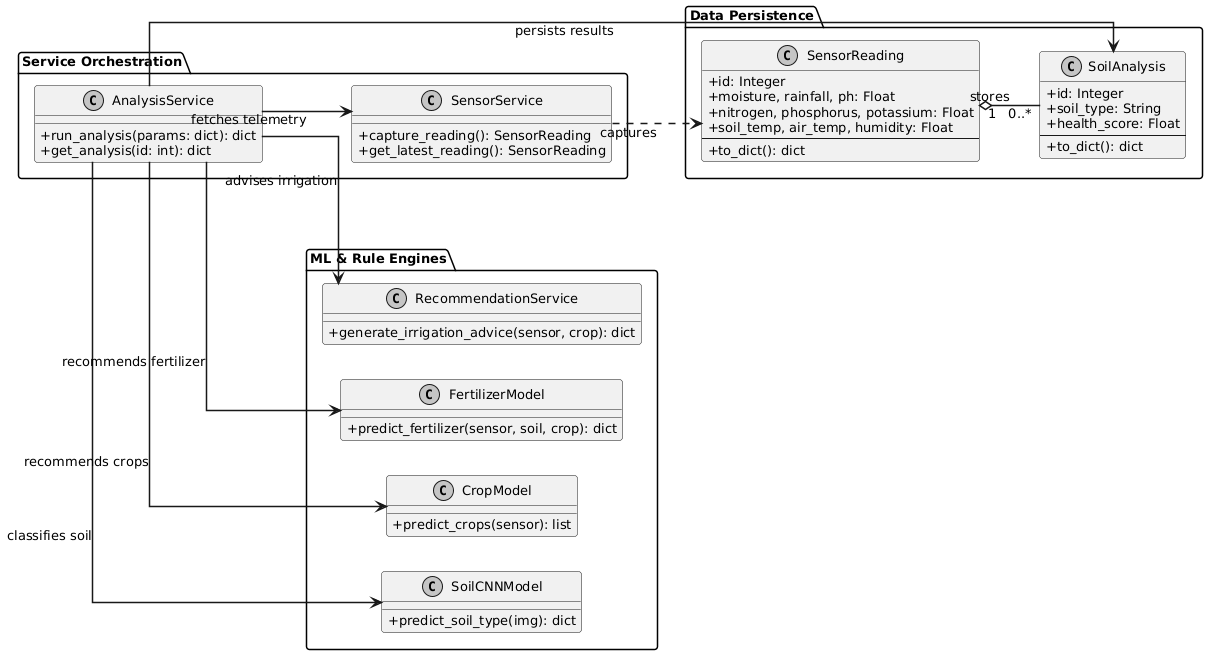 Data Persistence
persists results
Service Orchestration
C AnalysisService
+run_analysis(params: dict): dict
+get_analysis(id: int): dict
fetches telemetry
C SensorService
+capture_reading(): SensorReading
+get_latest_reading(): SensorReading
captures
C SensorReading
+id: Integer
+moisture, rainfall, ph: Float
+nitrogen, phosphorus, potassium: Float
+soil_temp, air_temp, humidity: Float
+to_dict(): dict
stores
1 0..*
C SoilAnalysis
+id: Integer
+soil_type: String
+health_score: Float
+to_dict(): dict
advises irrigation
ML & Rule Engines
C RecommendationService
+generate_irrigation_advice(sensor, crop): dict
recommends fertilizer
C FertilizerModel
+predict_fertilizer(sensor, soil, crop): dict
recommends crops
C CropModel
+predict_crops(sensor): list
classifies soil
C SoilCNNModel
+predict_soil_type(img): dict